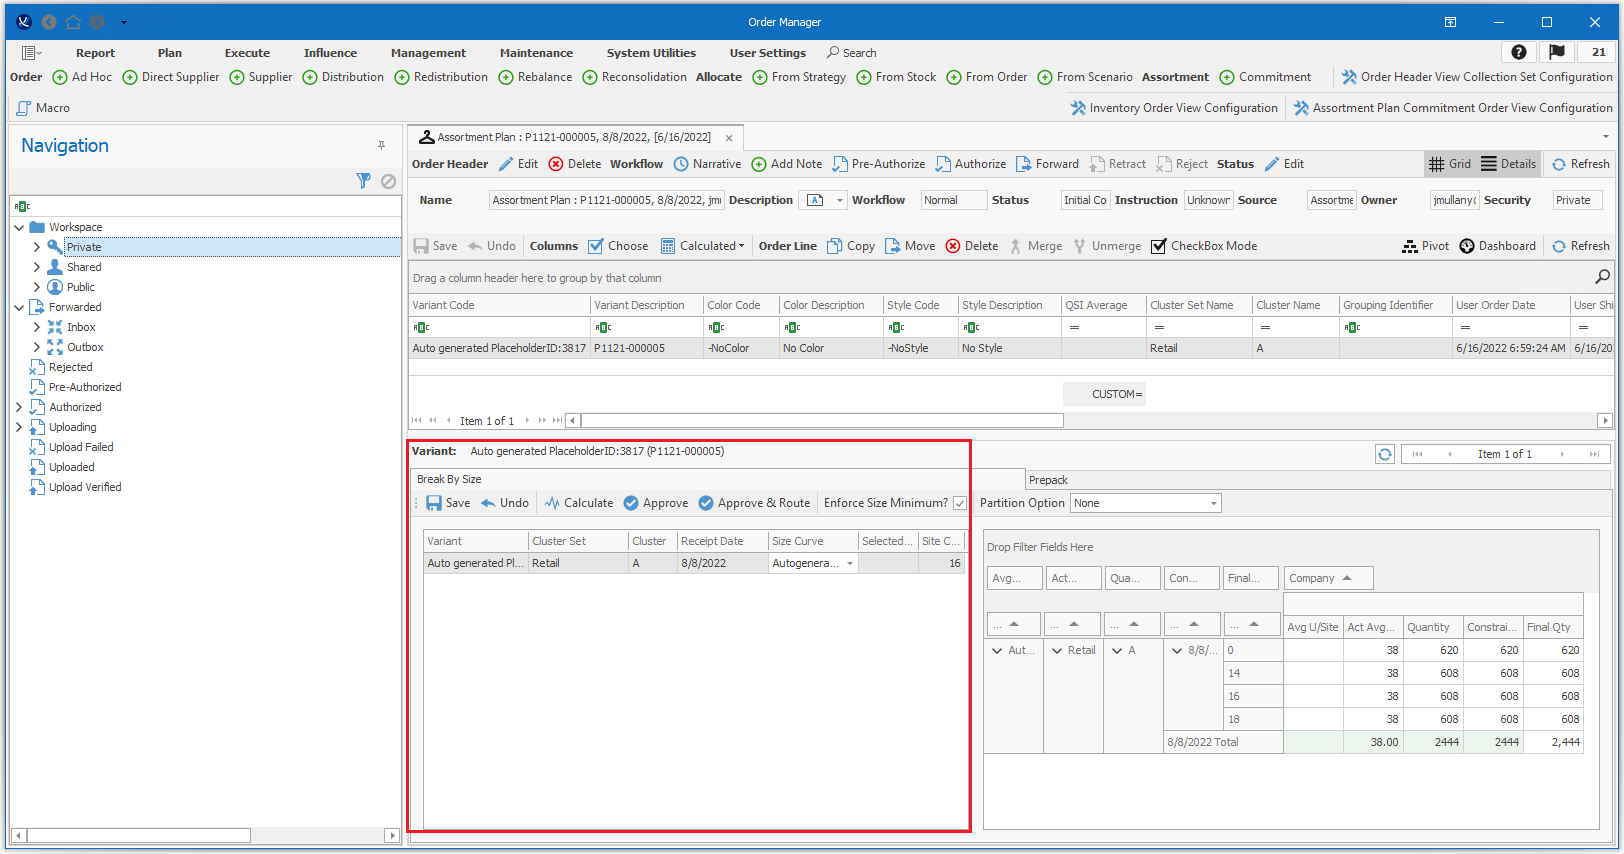 Order Manager
Report Plan Execute Influence Management Maintenance System Utilities User Settings Search 21
Order Ad Hoc Direct Supplier Supplier Distribution Redistribution Rebalance Reconsolidation Allocate From Strategy From Stock From Order From Scenario Assortment Commitment Order Header View Collection Set Configuration
Macro Inventory Order View Configuration Assortment Plan Commitment Order View Configuration
Navigation
ABC
Workspace
Private
Shared
Public
Forwarded
Inbox
Outbox
Rejected
Pre-Authorized
Authorized
Uploading
Upload Failed
Uploaded
Upload Verified
Assortment Plan : P1121-000005, 8/8/2022, [6/16/2022]
Order Header Edit Delete Workflow Narrative Add Note Pre-Authorize Authorize Forward Retract Reject Status Edit Grid Details Refresh
Name Assortment Plan : P1121-000005, 8/8/2022, jm Description A Workflow Normal Status Initial Co Instruction Unknown Source Assortme Owner jmullany( Security Private
Save Undo Columns Choose Calculated Order Line Copy Move Delete Merge Unmerge CheckBox Mode Pivot Dashboard Refresh
Drag a column header here to group by that column
Variant Code Variant Description Color Code Color Description Style Code Style Description QSI Average Cluster Set Name Cluster Name Grouping Identifier User Order Date User Shi
ABC ABC ABC ABC ABC ABC = = = ABC = =
Auto generated PlaceholderID:3817 P1121-000005 -NoColor No Color -NoStyle No Style Retail A 6/16/2022 6:59:24 AM 6/16/20
CUSTOM=
Item 1 of 1
Variant: Auto generated PlaceholderID:3817 (P1121-000005)
Item 1 of 1
Break By Size Prepack
Save Undo Calculate Approve Approve & Route Enforce Size Minimum? Partition Option None
Variant Cluster Set Cluster Receipt Date Size Curve Selected... Site C...
Auto generated Pl... Retail A 8/8/2022 Autogenera... 16
Drop Filter Fields Here
Avg... Act... Qua... Con... Final... Company
... ... ... ... ...
Avg U/Site Act Avg... Quantity Constrai... Final Qty
Aut... Retail A 8/8/... 0 38 620 620 620
14 38 608 608 608
16 38 608 608 608
18 38 608 608 608
8/8/2022 Total 38.00 2444 2444 2,444